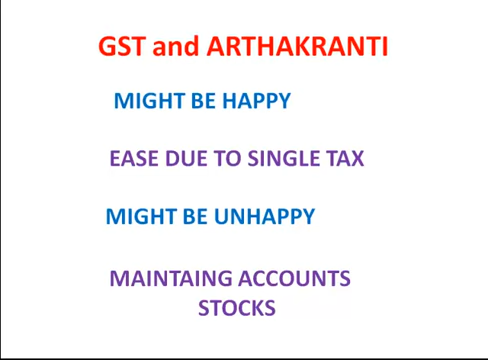 GST and ARTHAKRANTI
MIGHT BE HAPPY
EASE DUE TO SINGLE TAX
MIGHT BE UNHAPPY
MAINTAING ACCOUNTS
STOCKS